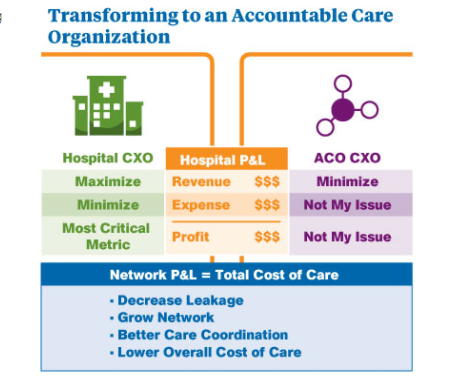 Transforming to an Accountable Care
Organization
Hospital CXO
Hospital P&L
ACO CXO
Maximize
Revenue $$$
Minimize
Minimize
Expense $$$
Not My Issue
Most Critical
Metric
Profit $$$
Not My Issue
Network P&L = Total Cost of Care
• Decrease Leakage
• Grow Network
• Better Care Coordination
• Lower Overall Cost of Care